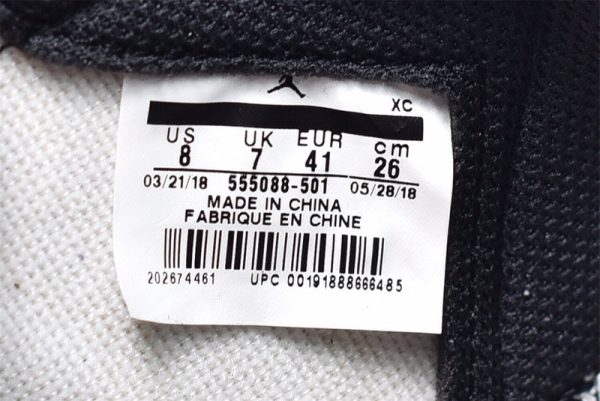 XC
US UK EUR cm
8 7 41 26
03/21/18 555088-501 05/28/18
MADE IN CHINA
FABRIQUE EN CHINE
202674461 UPC 00191888666485